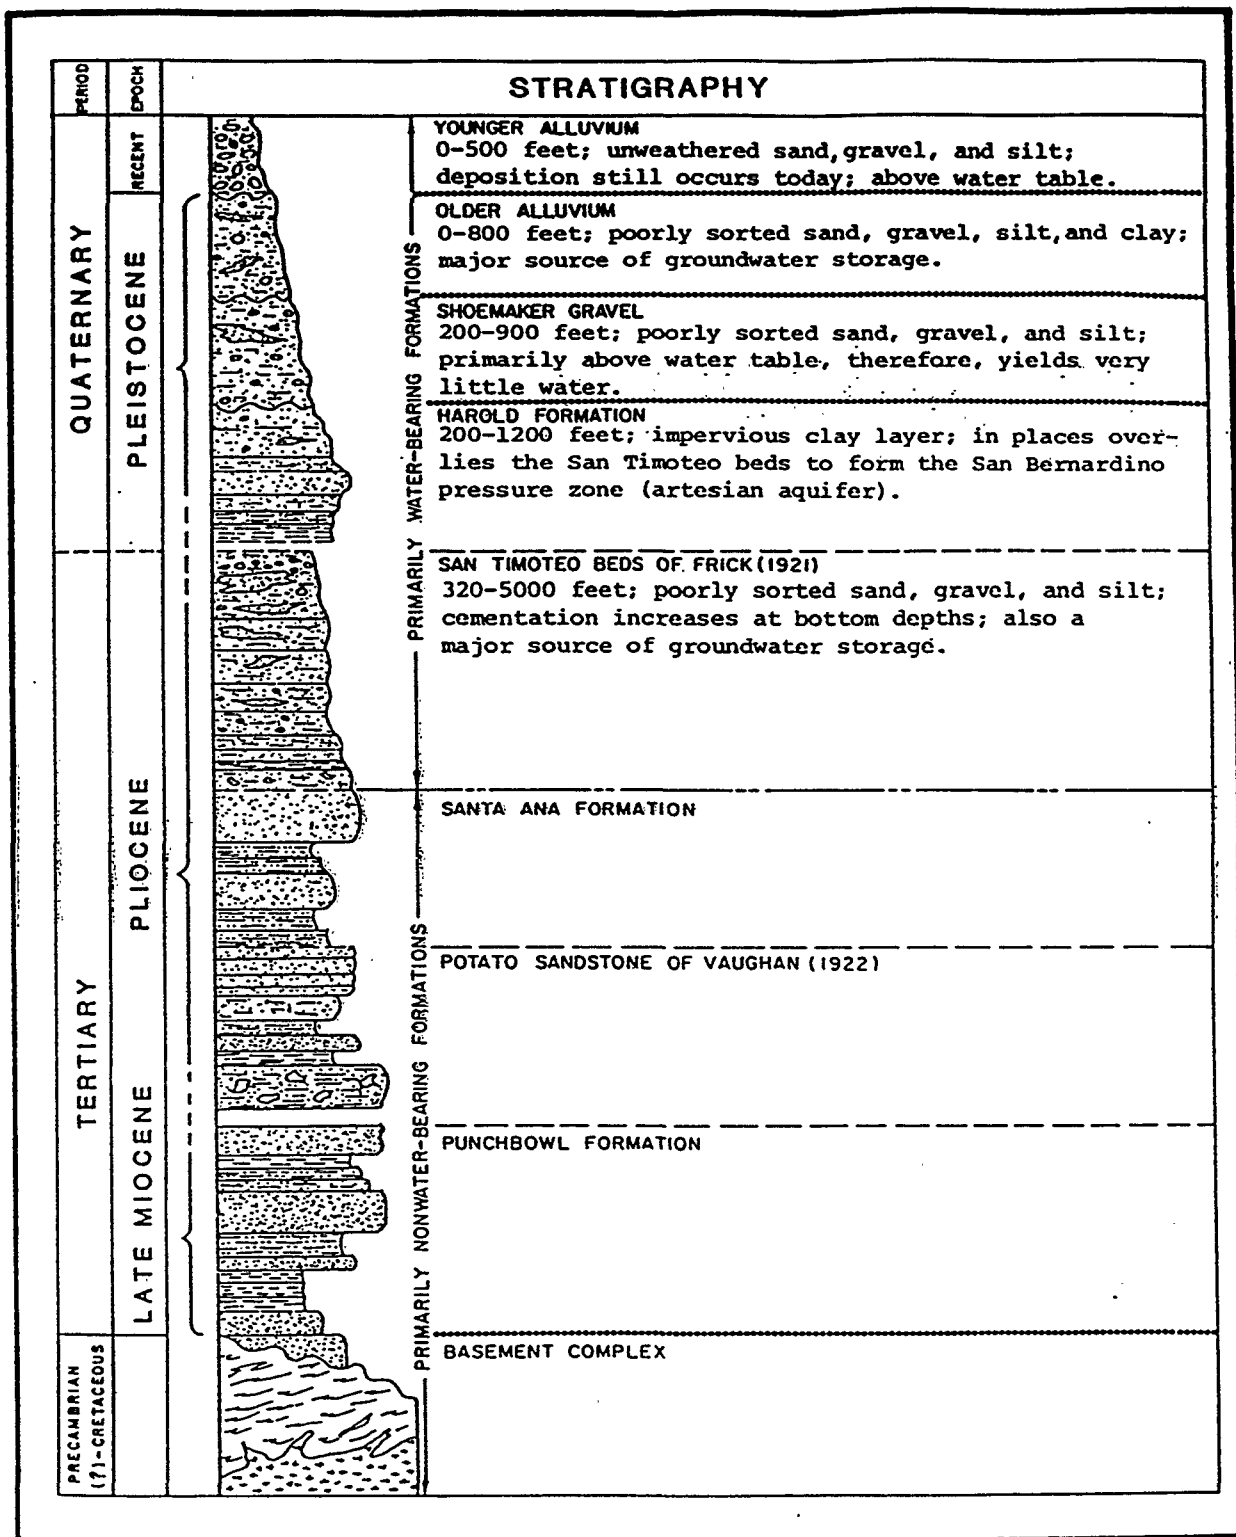 PERIOD
EPOCH
STRATIGRAPHY
QUATERNARY
TERTIARY
PRECAMBRIAN
(?)-CRETACEOUS
RECENT
PLEISTOCENE
PLIOCENE
LATE MIOCENE
PRIMARILY WATER-BEARING FORMATIONS
PRIMARILY NONWATER-BEARING FORMATIONS
YOUNGER ALLUVIUM
0-500 feet; unweathered sand, gravel, and silt;
deposition still occurs today; above water table.
OLDER ALLUVIUM
0-800 feet; poorly sorted sand, gravel, silt, and clay;
major source of groundwater storage.
SHOEMAKER GRAVEL
200-900 feet; poorly sorted sand, gravel, and silt;
primarily above water table, therefore, yields very
little water.
HAROLD FORMATION
200-1200 feet; impervious clay layer; in places over-
lies the San Timoteo beds to form the San Bernardino
pressure zone (artesian aquifer).
SAN TIMOTEO BEDS OF FRICK (1921)
320-5000 feet; poorly sorted sand, gravel, and silt;
cementation increases at bottom depths; also a
major source of groundwater storage.
SANTA ANA FORMATION
POTATO SANDSTONE OF VAUGHAN (1922)
PUNCHBOWL FORMATION
BASEMENT COMPLEX